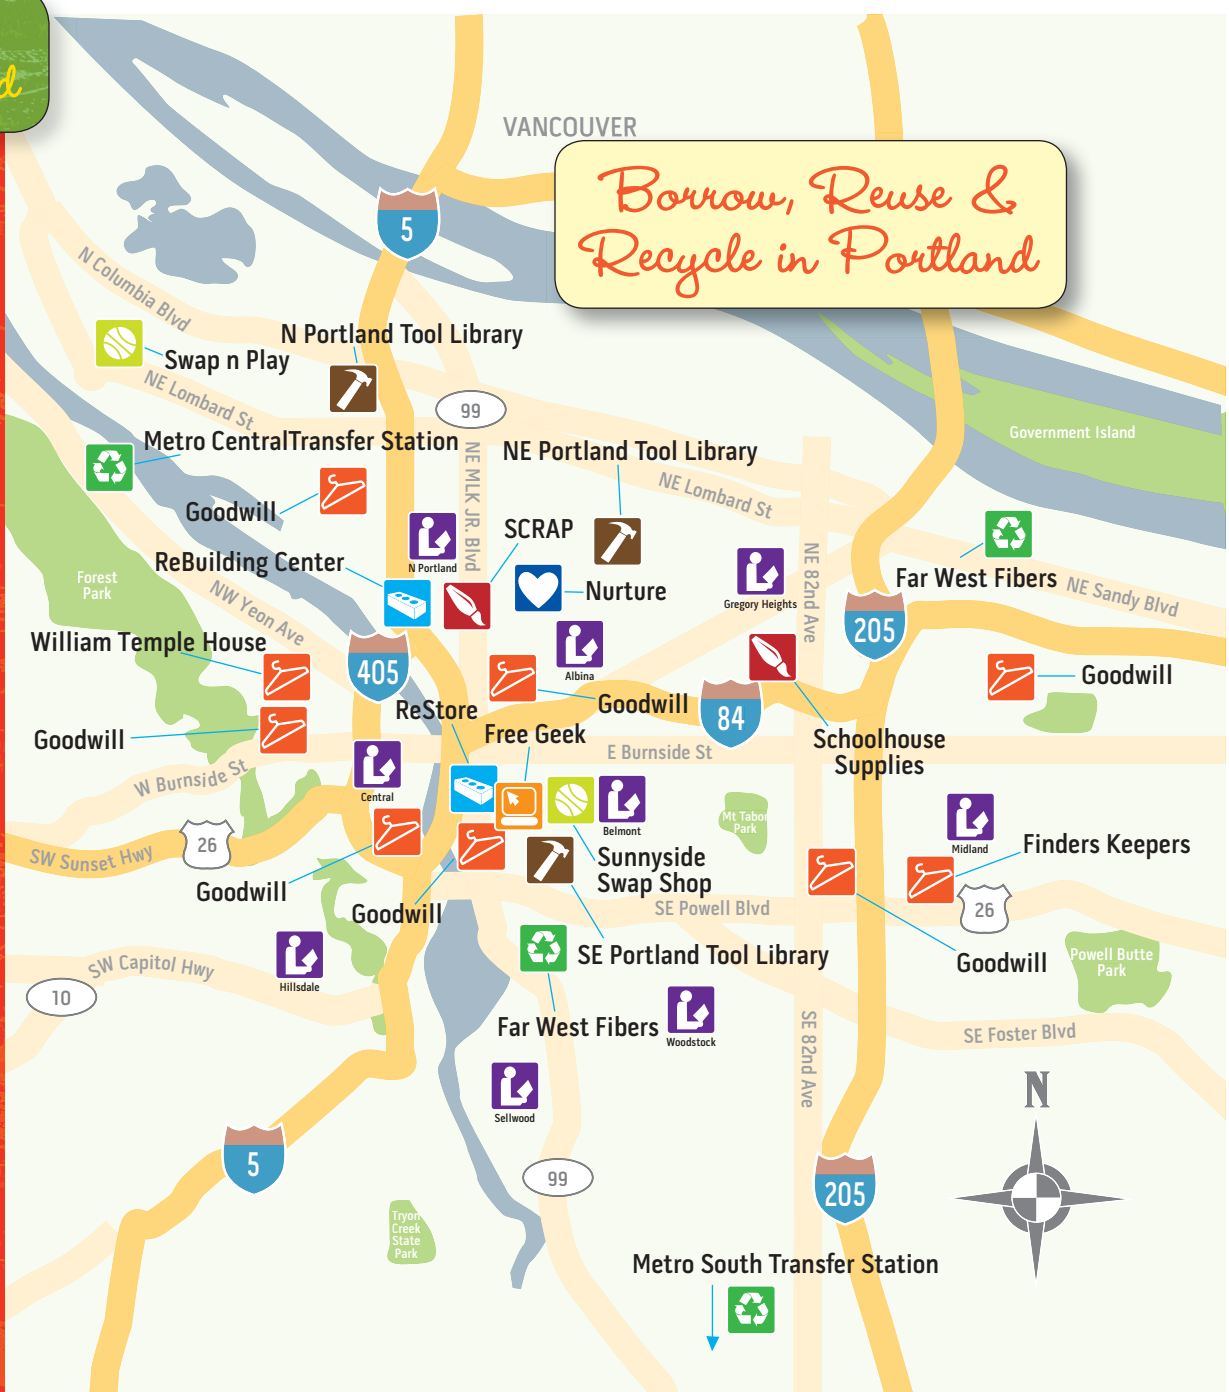 VANCOUVER
Borrow, Reuse &
Recycle in Portland
5
N Columbia Blvd
N Portland Tool Library
Swap n Play
NE Lombard St
99
Government Island
Metro CentralTransfer Station
NE MLK JR. Blvd
NE Portland Tool Library
NE Lombard St
Goodwill
SCRAP
N Portland
ReBuilding Center
Nurture
Gregory Heights
NE 82nd Ave
Far West Fibers
NE Sandy Blvd
Forest
Park
NW Yeon Ave
William Temple House
405
Albina
205
Goodwill
Goodwill
84
ReStore
Free Geek
Goodwill
E Burnside St
Schoolhouse
Supplies
W Burnside St
Central
Belmont
Mt Tabor
Park
26
SW Sunset Hwy
Midland
Finders Keepers
Sunnyside
Swap Shop
Goodwill
Goodwill
SE Powell Blvd
26
Goodwill
Powell Butte
Park
SE Portland Tool Library
SW Capitol Hwy
Hillsdale
10
Far West Fibers
Woodstock
SE 82nd Ave
SE Foster Blvd
N
Sellwood
5
99
205
Tryon
Creek
State
Park
Metro South Transfer Station